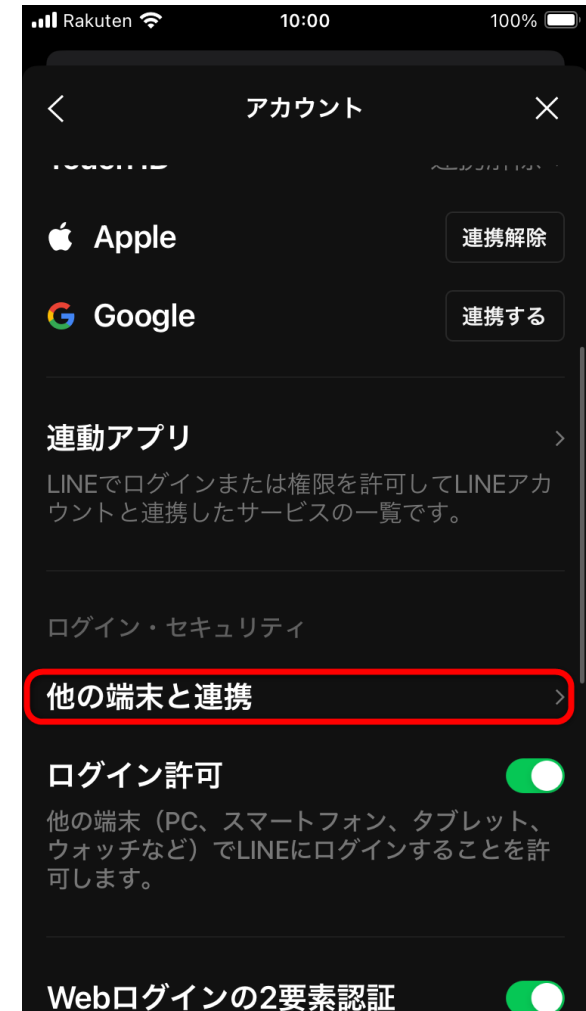 Rakuten 10:00 100%
アカウント
Apple 連携解除
Google 連携する
連動アプリ
LINEでログインまたは権限を許可してLINEアカ
ウントと連携したサービスの一覧です。
ログイン・セキュリティ
他の端末と連携
ログイン許可
他の端末（PC、スマートフォン、タブレット、
ウォッチなど）でLINEにログインすることを許
可します。
Webログインの2要素認証